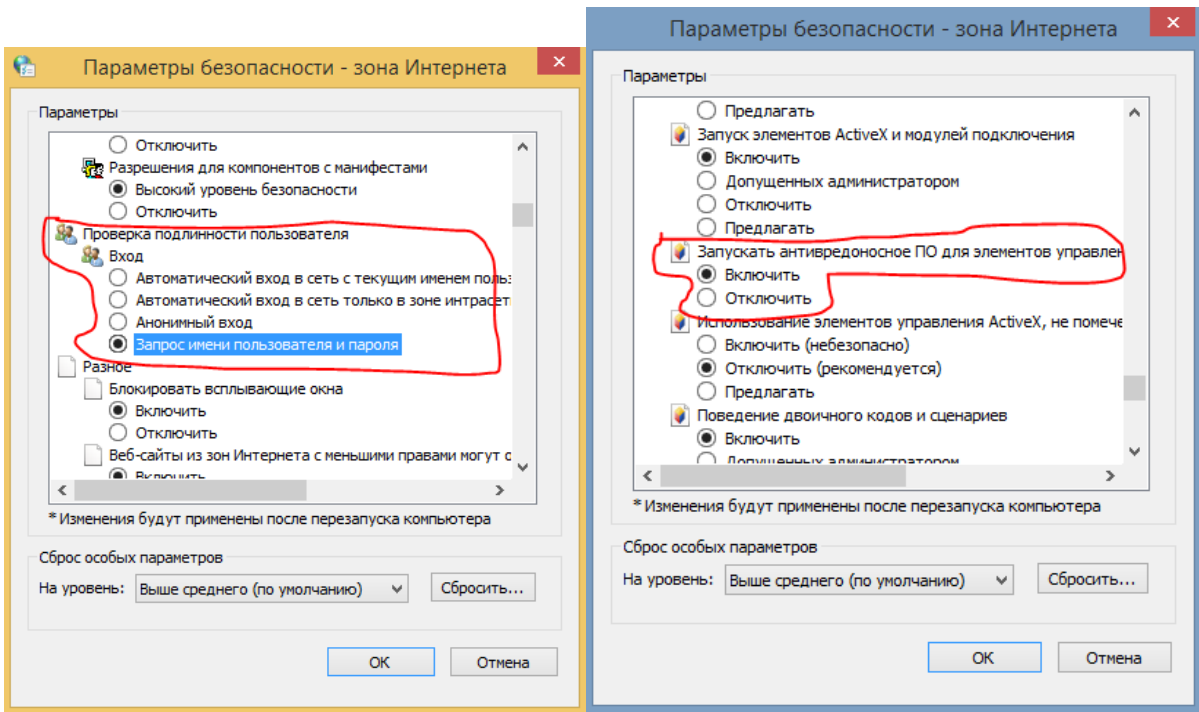 Параметры безопасности - зона Интернета
Параметры
Отключить
Разрешения для компонентов с манифестами
Высокий уровень безопасности
Отключить
Проверка подлинности пользователя
Вход
Автоматический вход в сеть с текущим именем поль
Автоматический вход в сеть только в зоне интрасет
Анонимный вход
Запрос имени пользователя и пароля
Разное
Блокировать всплывающие окна
Включить
Отключить
Веб-сайты из зон Интернета с меньшими правами могут о
Включить
* Изменения будут применены после перезапуска компьютера
Сброс особых параметров
На уровень: Выше среднего (по умолчанию) Сбросить...
OK Отмена
Параметры безопасности - зона Интернета
Параметры
Предлагать
Запуск элементов ActiveX и модулей подключения
Включить
Допущенных администратором
Отключить
Предлагать
Запускать антивредоносное ПО для элементов управлен
Включить
Отключить
Использование элементов управления ActiveX, не помече
Включить (небезопасно)
Отключить (рекомендуется)
Предлагать
Поведение двоичного кодов и сценариев
Включить
Допущенных администратором
* Изменения будут применены после перезапуска компьютера
Сброс особых параметров
На уровень: Выше среднего (по умолчанию) Сбросить...
OK Отмена